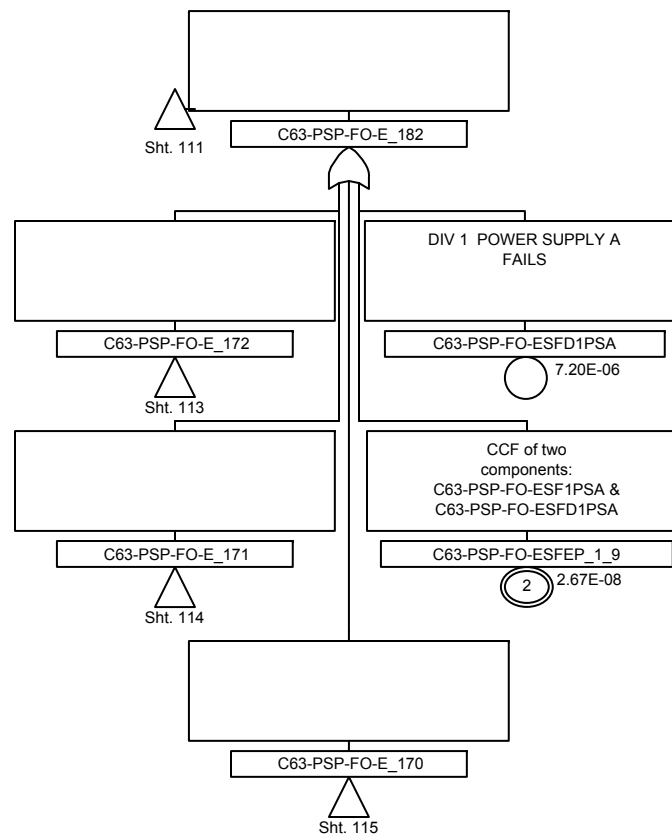 Sht. 111
C63-PSP-FO-E_182
C63-PSP-FO-E_172
Sht. 113
DIV 1 POWER SUPPLY A
FAILS
C63-PSP-FO-ESFD1PSA
7.20E-06
C63-PSP-FO-E_171
Sht. 114
CCF of two
components:
C63-PSP-FO-ESF1PSA &
C63-PSP-FO-ESFD1PSA
C63-PSP-FO-ESFEP_1_9
2
2.67E-08
C63-PSP-FO-E_170
Sht. 115